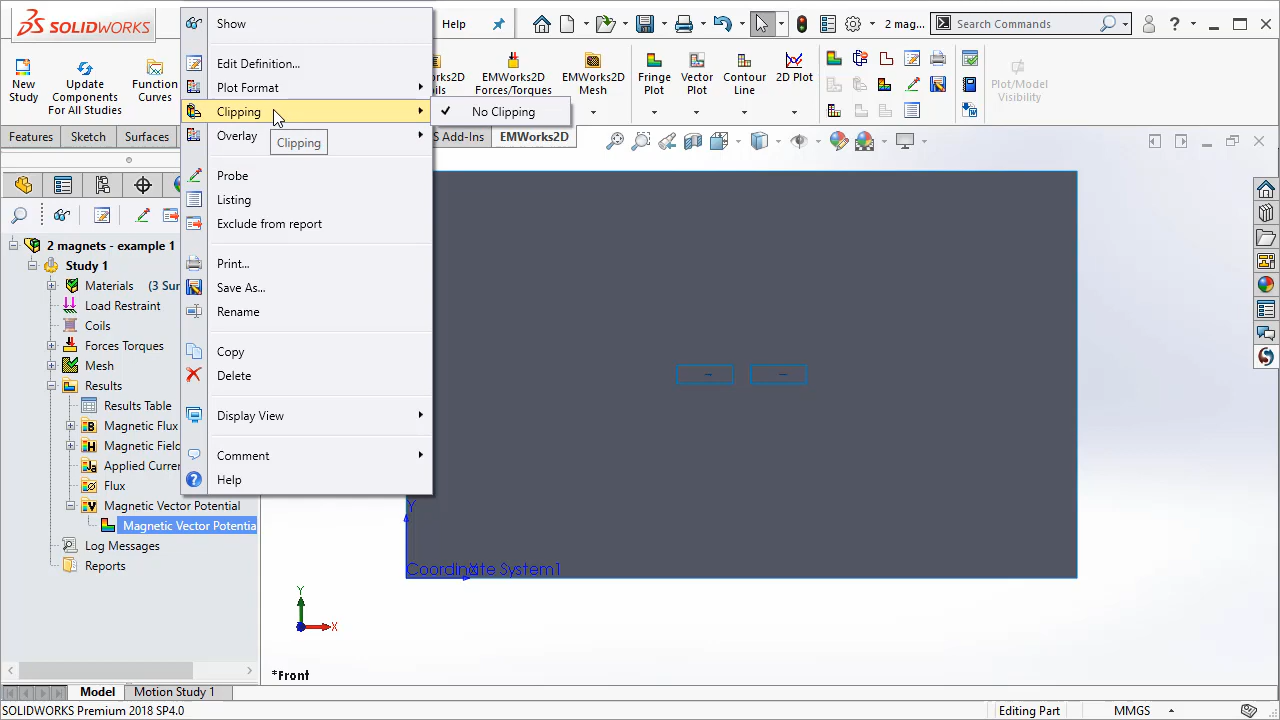 SOLIDWORKS
Help
2 mag...
Search Commands
?
New Study
Update Components For All Studies
Function Curves
rks2D
ils
EMWorks2D Forces/Torques
EMWorks2D Mesh
Fringe Plot
Vector Plot
Contour Line
2D Plot
Plot/Model Visibility
Features
Sketch
Surfaces
S Add-Ins
EMWorks2D
Show
Edit Definition...
Plot Format
Clipping
No Clipping
Overlay
Clipping
Probe
Listing
Exclude from report
Print...
Save As...
Rename
Copy
Delete
Display View
Comment
Help
2 magnets - example 1
Study 1
Materials (3 Sur
Load Restraint
Coils
Forces Torques
Mesh
Results
Results Table
Magnetic Flux
Magnetic Field
Applied Curre
Flux
Magnetic Vector Potential
Magnetic Vector Potentia
Log Messages
Reports
Y
X
Coordinate System1
Y
X
*Front
Model
Motion Study 1
SOLIDWORKS Premium 2018 SP4.0
Editing Part
MMGS